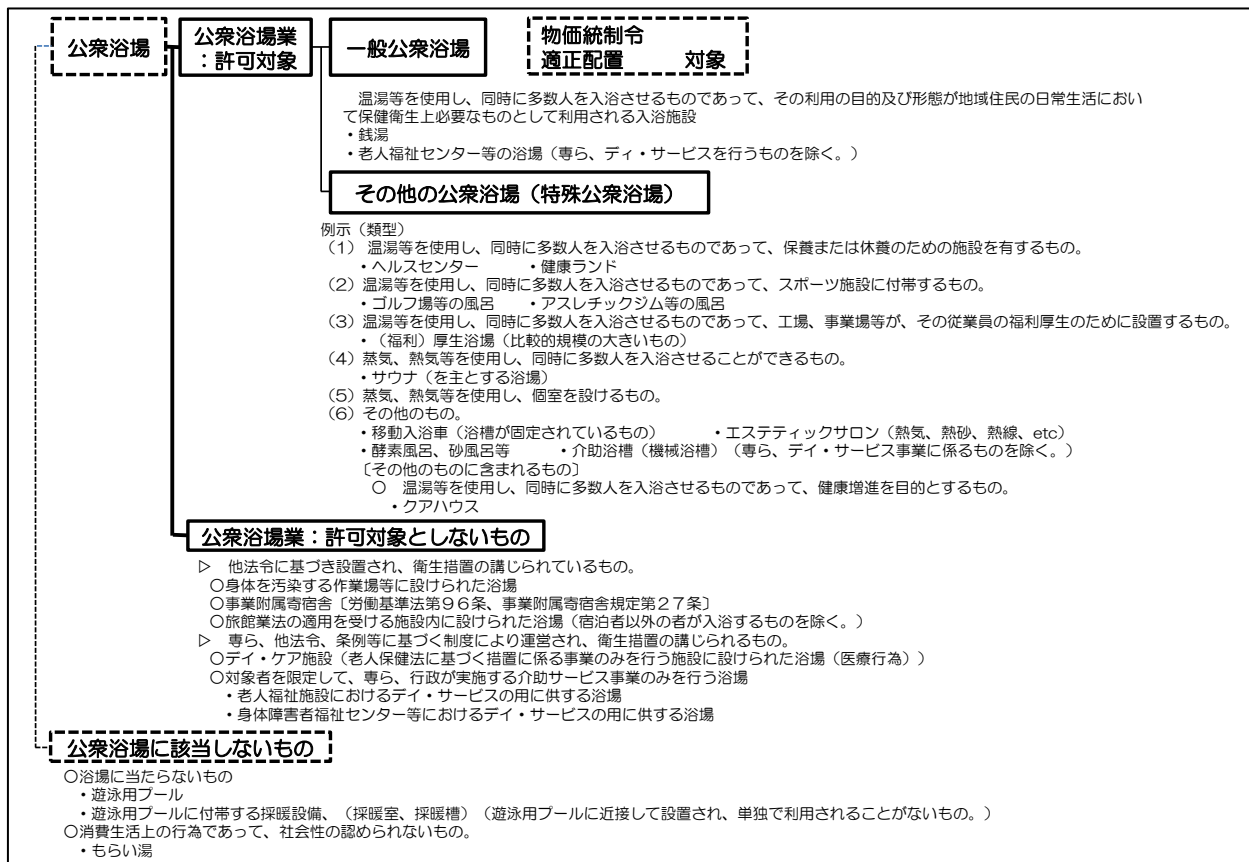 公衆浴場
公衆浴場業
：許可対象
一般公衆浴場
物価統制令
適正配置　　対象
温湯等を使用し、同時に多数人を入浴させるものであって、その利用の目的及び形態が地域住民の日常生活におい
て保健衛生上必要なものとして利用される入浴施設
・銭湯
・老人福祉センター等の浴場（専ら、ディ・サービスを行うものを除く。）
その他の公衆浴場（特殊公衆浴場）
例示（類型）
（１）温湯等を使用し、同時に多数人を入浴させるものであって、保養または休養のための施設を有するもの。
・ヘルスセンター　　・健康ランド
（２）温湯等を使用し、同時に多数人を入浴させるものであって、スポーツ施設に付帯するもの。
・ゴルフ場等の風呂　　・アスレチックジム等の風呂
（３）温湯等を使用し、同時に多数人を入浴させるものであって、工場、事業場等が、その従業員の福利厚生のために設置するもの。
・（福利）厚生浴場（比較的規模の大きいもの）
（４）蒸気、熱気等を使用し、同時に多数人を入浴させることができるもの。
・サウナ（を主とする浴場）
（５）蒸気、熱気等を使用し、個室を設けるもの。
（６）その他のもの。
・移動入浴車（浴槽が固定されているもの）　　・エステティックサロン（熱気、熱砂、熱線、etc）
・酵素風呂、砂風呂等　　・介助浴槽（機械浴槽）（専ら、デイ・サービス事業に係るものを除く。）
〔その他のものに含まれるもの〕
○　温湯等を使用し、同時に多数人を入浴させるものであって、健康増進を目的とするもの。
・クアハウス
公衆浴場業：許可対象としないもの
▷　他法令に基づき設置され、衛生措置の講じられているもの。
○身体を汚染する作業場等に設けられた浴場
○事業附属寄宿舎〔労働基準法第９６条、事業附属寄宿舎規定第２７条〕
○旅館業法の適用を受ける施設内に設けられた浴場（宿泊者以外の者が入浴するものを除く。）
▷　専ら、他法令、条例等に基づく制度により運営され、衛生措置の講じられるもの。
○デイ・ケア施設（老人保健法に基づく措置に係る事業のみを行う施設に設けられた浴場（医療行為））
○対象者を限定して、専ら、行政が実施する介助サービス事業のみを行う浴場
・老人福祉施設におけるデイ・サービスの用に供する浴場
・身体障害者福祉センター等におけるデイ・サービスの用に供する浴場
公衆浴場に該当しないもの
○浴場に当たらないもの
・遊泳用プール
・遊泳用プールに付帯する採暖設備、（採暖室、採暖槽）（遊泳用プールに近接して設置され、単独で利用されることがないもの。）
○消費生活上の行為であって、社会性の認められないもの。
・もらい湯